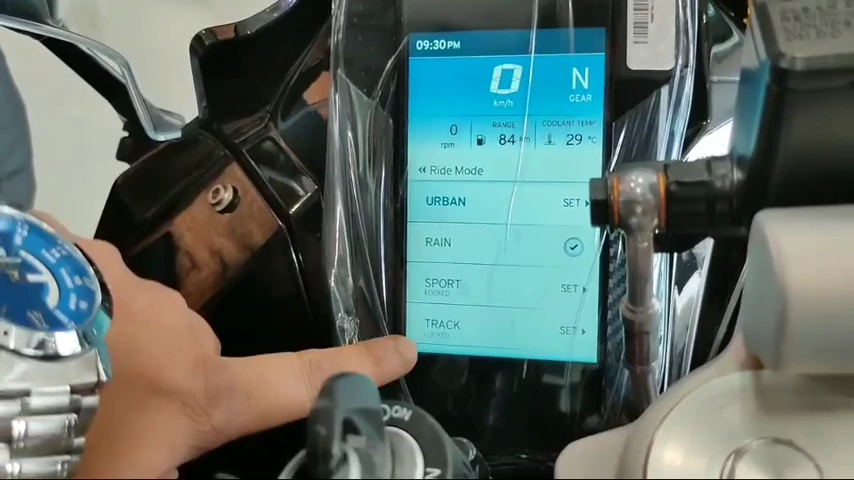 09:30 PM
0 N
km/h GEAR
0 RANGE COOLANT TEMP
rpm 84 km 29 °C
« Ride Mode
URBAN SET ▸
RAIN
SPORT SET ▸
LOCKED
TRACK SET ▸
LOCKED
ON